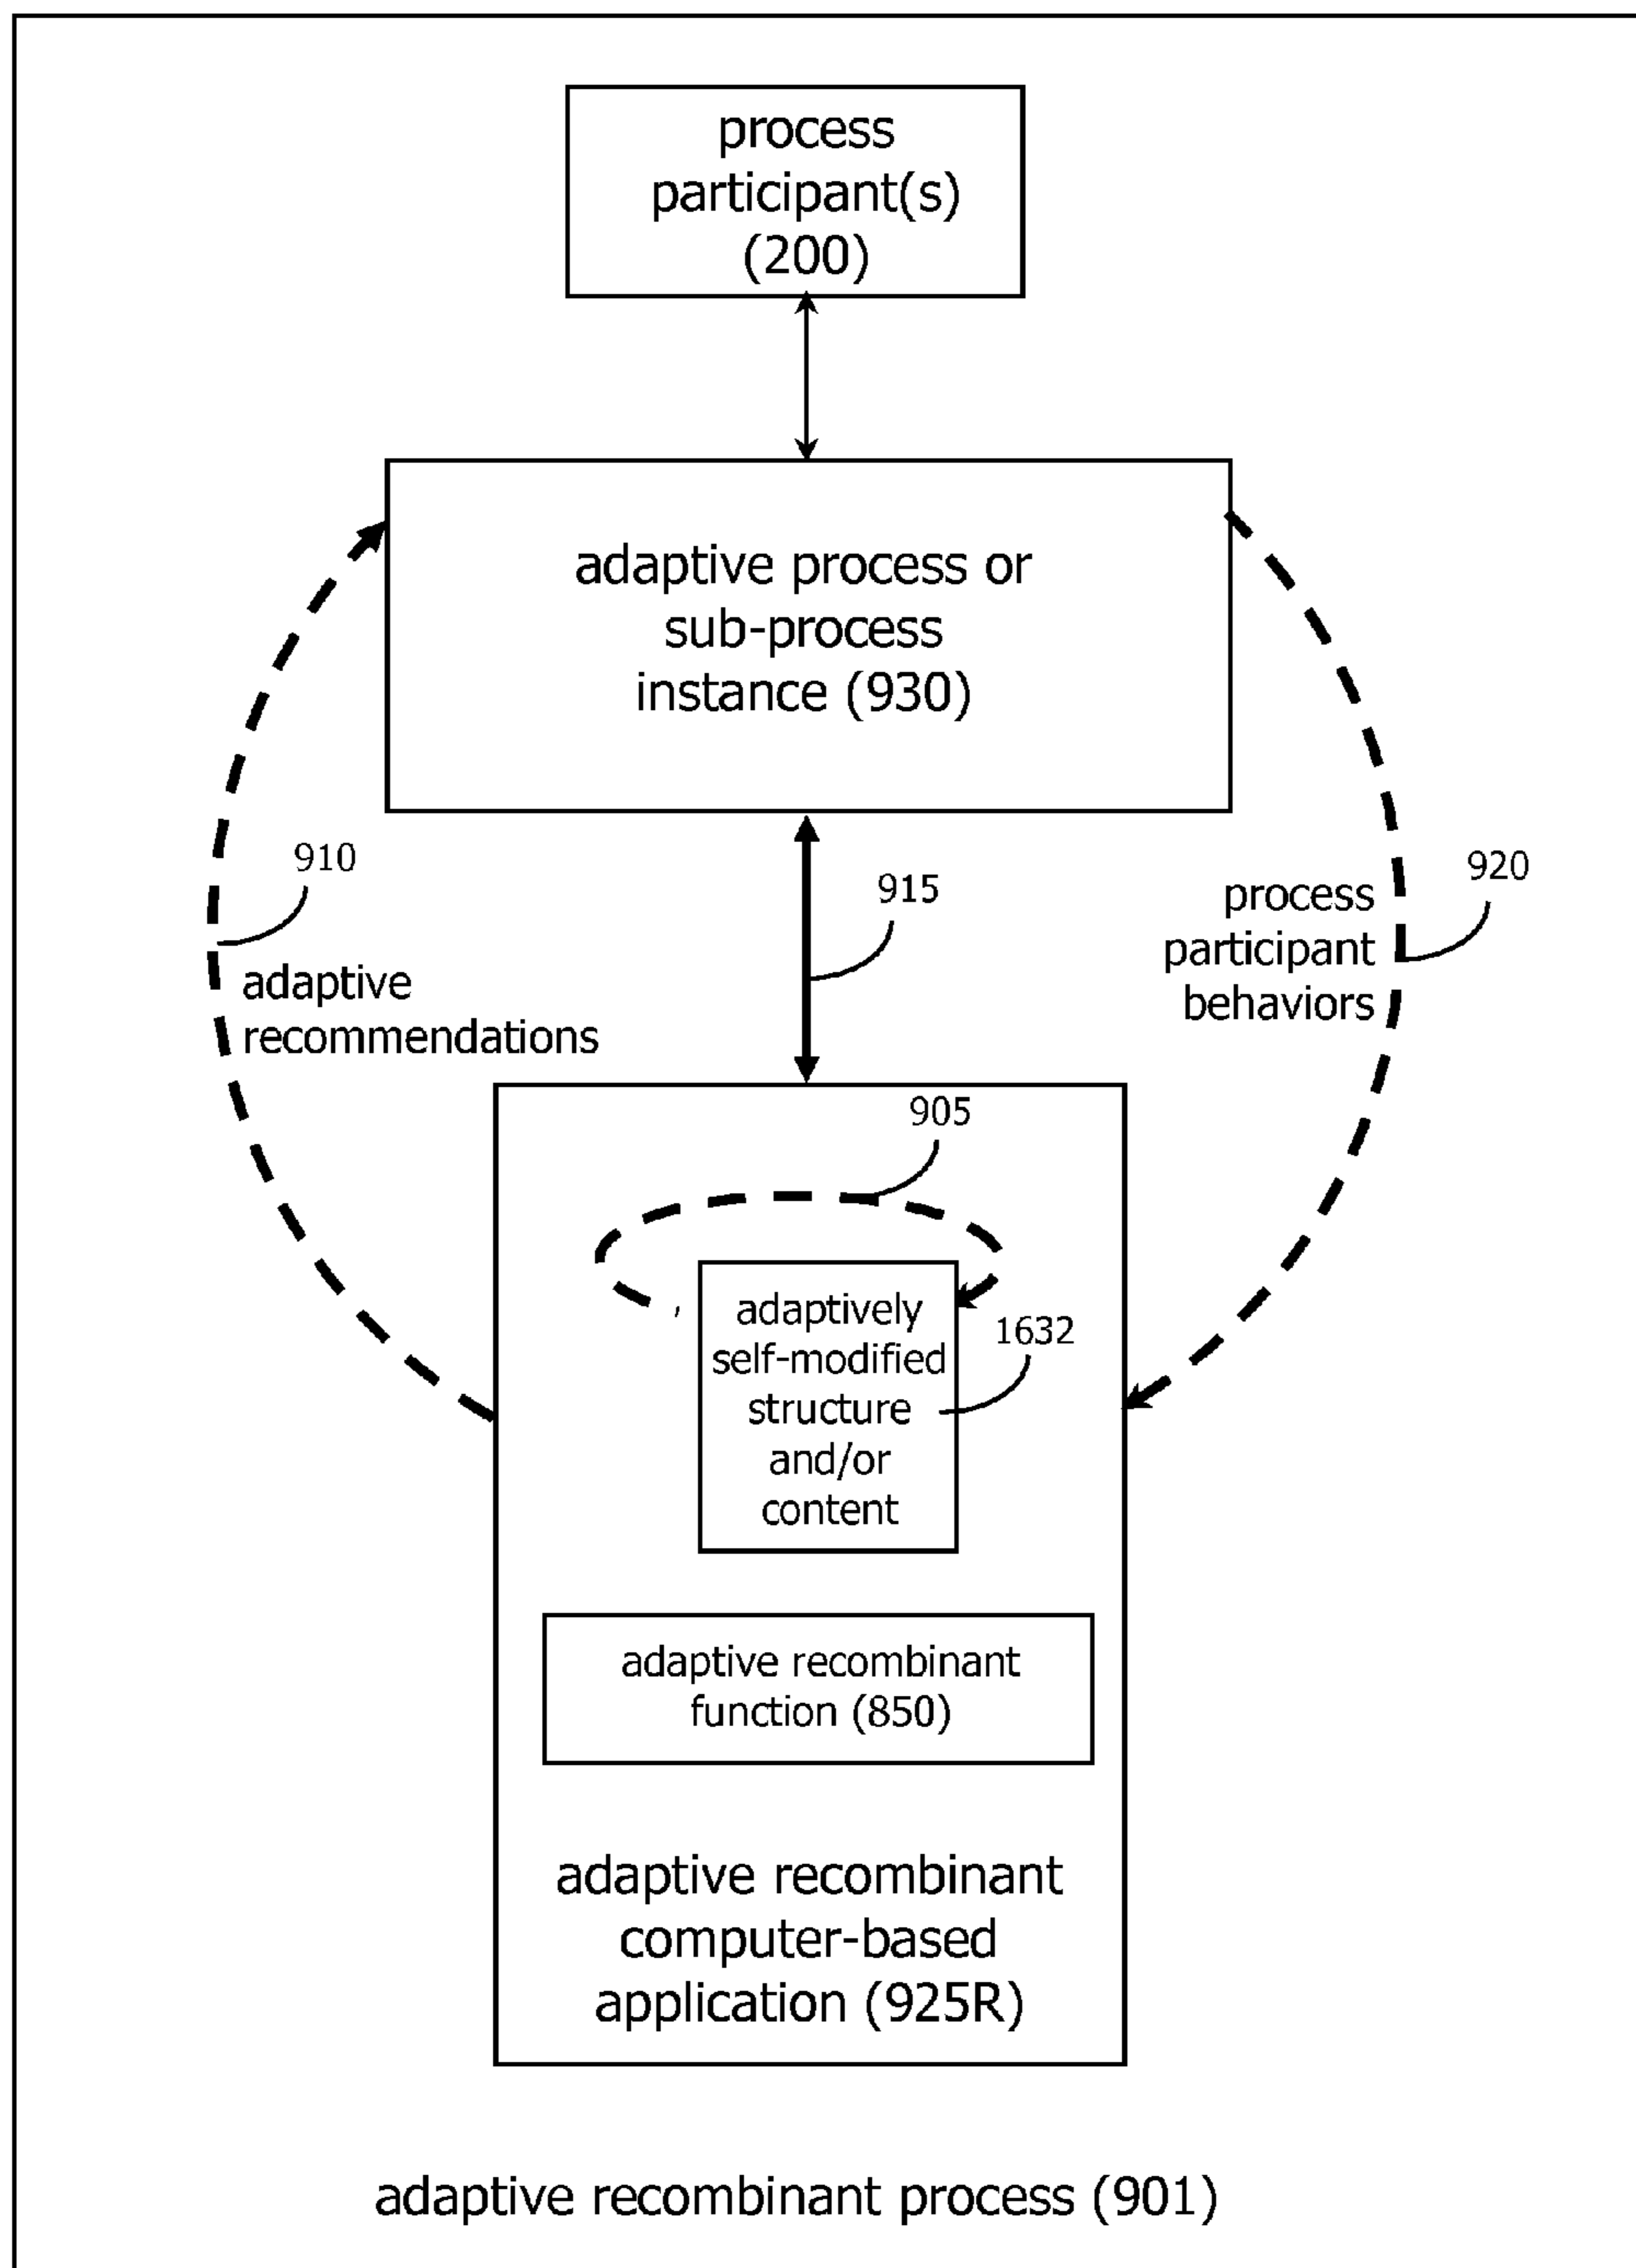 process
participant(s)
(200)
adaptive process or
sub-process
instance (930)
910
915
920
process
participant
behaviors
adaptive
recommendations
905
adaptively
self-modified
structure
and/or
content
1632
adaptive recombinant
function (850)
adaptive recombinant
computer-based
application (925R)
adaptive recombinant process (901)